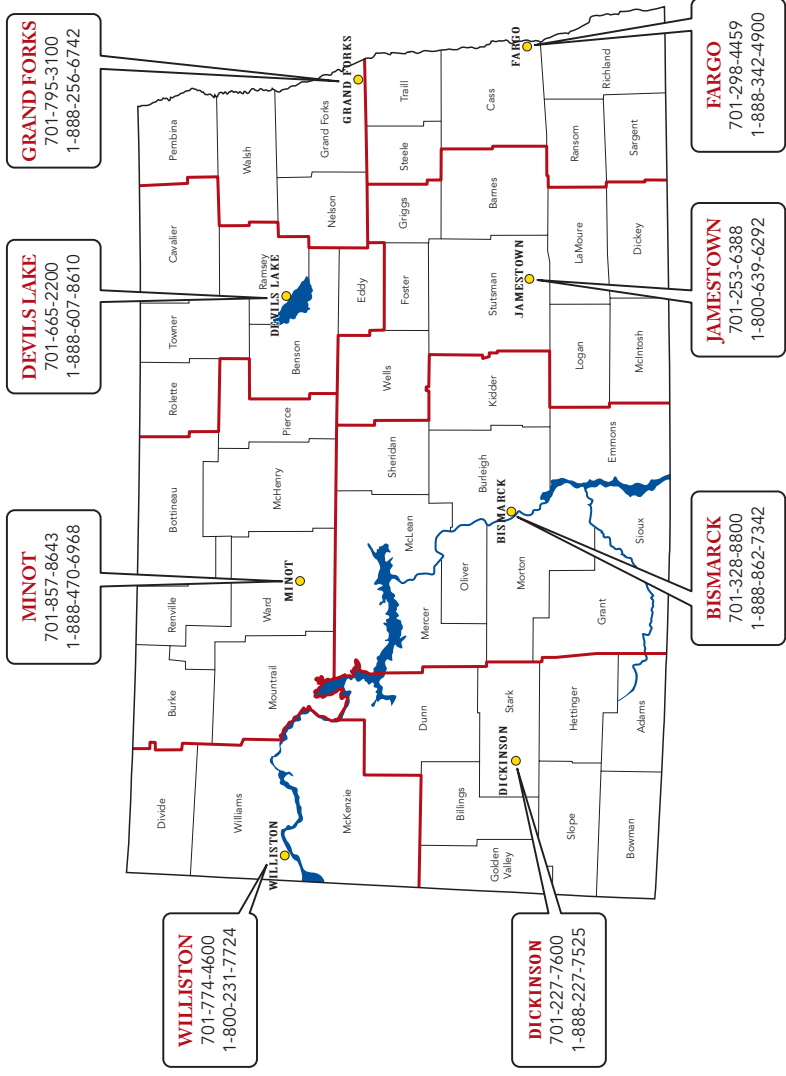 WILLISTON
701-774-4600
1-800-231-7724
MINOT
701-857-8643
1-888-470-6968
DEVILS LAKE
701-665-2200
1-888-607-8610
GRAND FORKS
701-795-3100
1-888-256-6742
Divide
Burke
Renville
Bottineau
Rolette
Towner
Cavalier
Pembina
Williams
Mountrail
Ward
McHenry
Pierce
Benson
Ramsey
Walsh
Nelson
Grand Forks
WILLISTON
MINOT
DEVILS LAKE
GRAND FORKS
McKenzie
Dunn
Mercer
McLean
Sheridan
Wells
Eddy
Foster
Griggs
Steele
Traill
Golden
Valley
Billings
Stark
Oliver
Morton
Burleigh
Kidder
Stutsman
Barnes
Cass
DICKINSON
BISMARCK
JAMESTOWN
FARGO
Slope
Hettinger
Grant
Emmons
Logan
LaMoure
Ransom
Richland
Bowman
Adams
Sioux
McIntosh
Dickey
Sargent
DICKINSON
701-227-7600
1-888-227-7525
BISMARCK
701-328-8800
1-888-862-7342
JAMESTOWN
701-253-6388
1-800-639-6292
FARGO
701-298-4459
1-888-342-4900